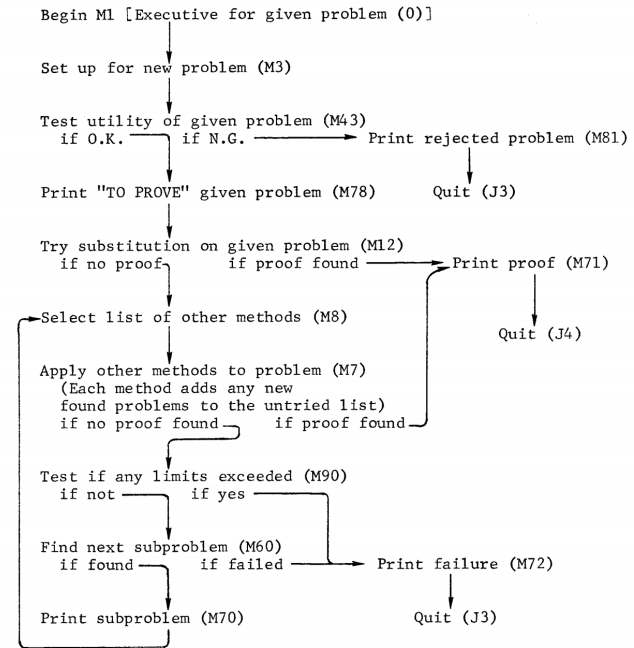 Begin M1 [Executive for given problem (0)]
Set up for new problem (M3)
Test utility of given problem (M43)
if O.K. if N.G. Print rejected problem (M81)
Print "TO PROVE" given problem (M78) Quit (J3)
Try substitution on given problem (M12)
if no proof if proof found Print proof (M71)
Select list of other methods (M8)
Quit (J4)
Apply other methods to problem (M7)
(Each method adds any new
found problems to the untried list)
if no proof found if proof found
Test if any limits exceeded (M90)
if not if yes
Find next subproblem (M60)
if found if failed Print failure (M72)
Print subproblem (M70) Quit (J3)